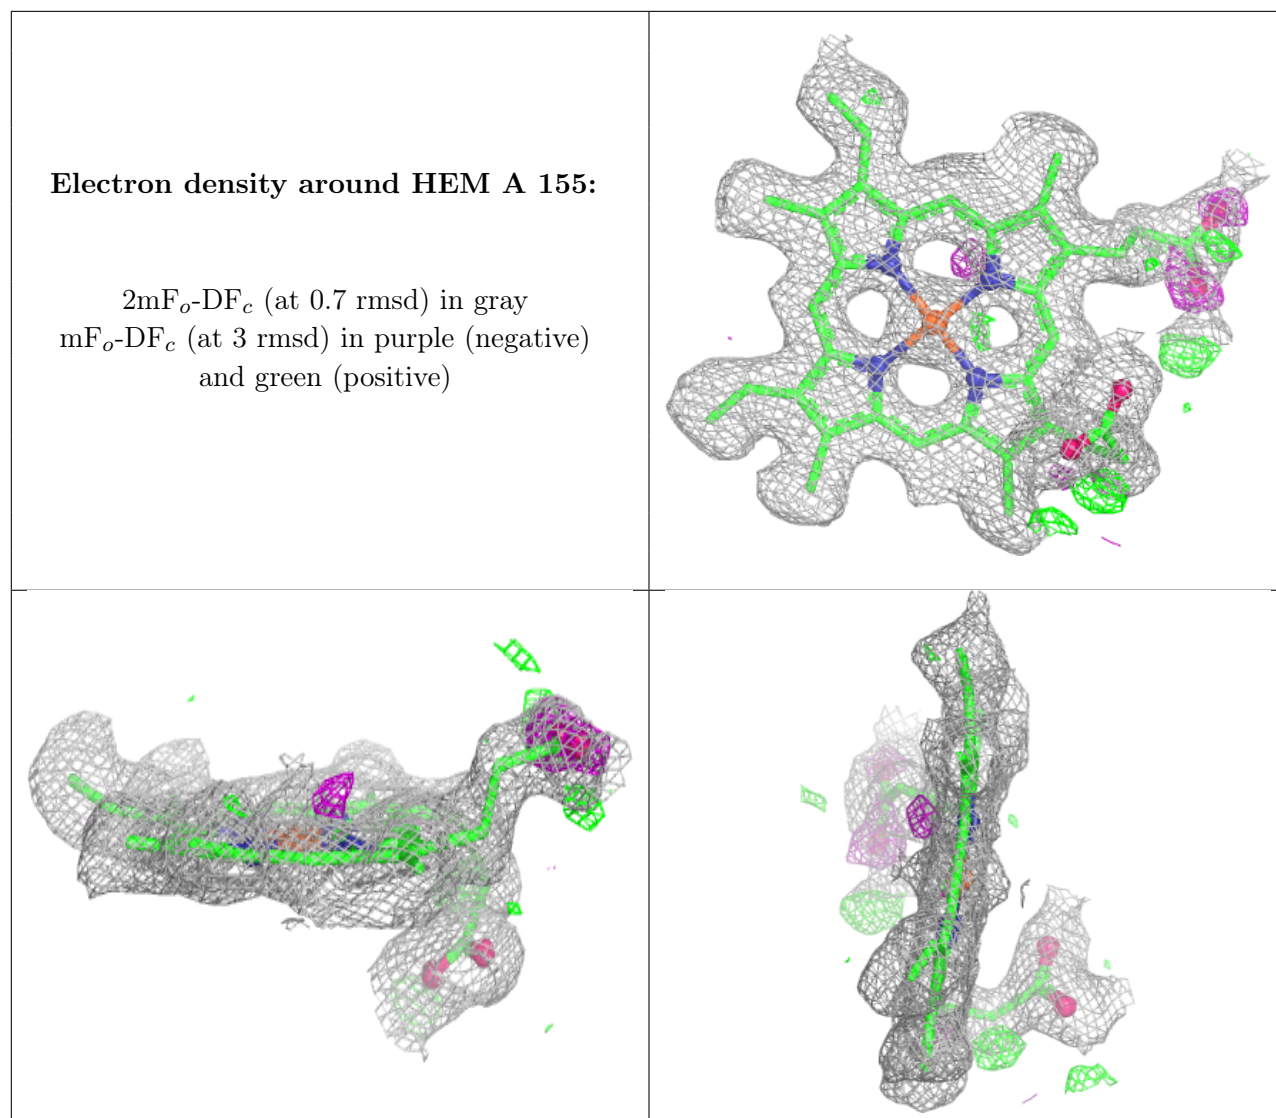 Electron density around HEM A 155:
2mFo-DFc (at 0.7 rmsd) in gray
mFo-DFc (at 3 rmsd) in purple (negative)
and green (positive)